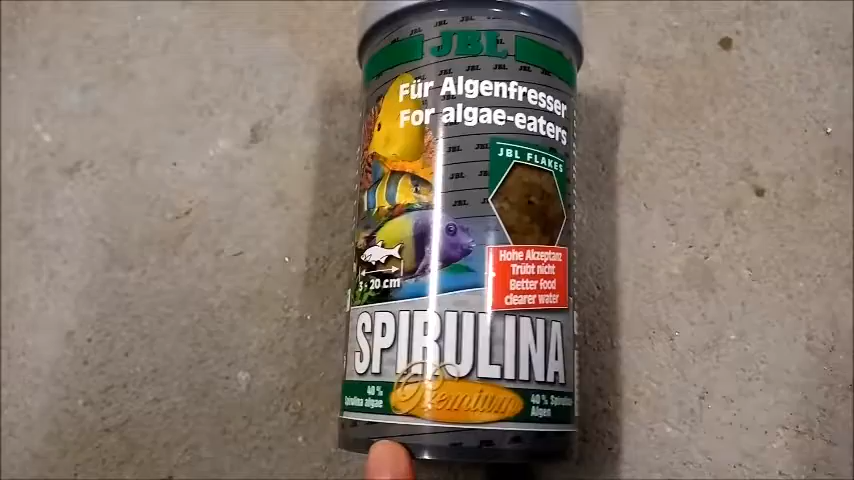 JBL
Für Algenfresser
For algae-eaters
JBL FLAKES
Hohe Akzeptanz
Trübt nicht
Better food
clearer water
3 - 20 cm
SPIRULINA
Premium
40 %
Spirulina algae
40 % Spirulina
Algen